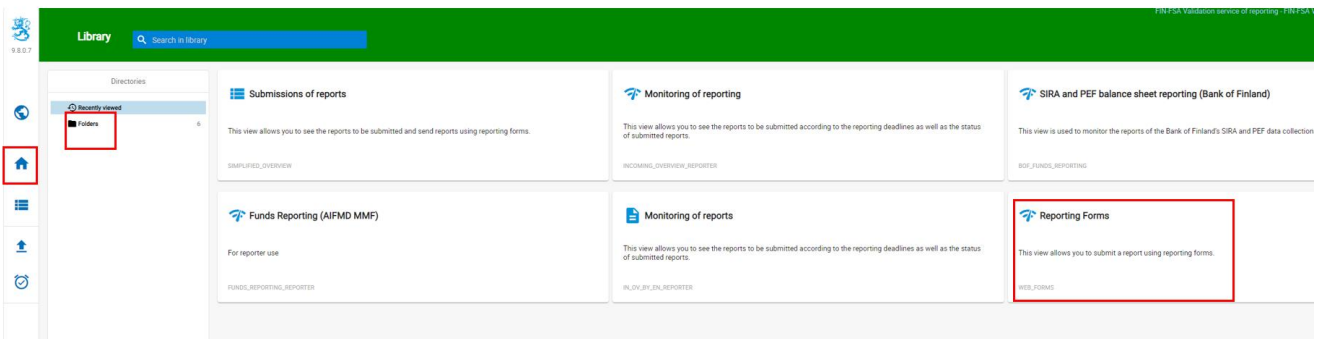 FIN-FSA Validation service of reporting - FIN-FSA
9.8.0.7
Library
Search in library
Directories
Recently viewed
Folders
6
Submissions of reports
This view allows you to see the reports to be submitted and send reports using reporting forms.
SIMPLIFIED_OVERVIEW
Monitoring of reporting
This view allows you to see the reports to be submitted according to the reporting deadlines as well as the status
of submitted reports.
INCOMING_OVERVIEW_REPORTER
SIRA and PEF balance sheet reporting (Bank of Finland)
This view is used to monitor the reports of the Bank of Finland's SIRA and PEF data collection
BOF_FUNDS_REPORTING
Funds Reporting (AIFMD MMF)
For reporter use
FUNDS_REPORTING_REPORTER
Monitoring of reports
This view allows you to see the reports to be submitted according to the reporting deadlines as well as the status
of submitted reports.
IN_OV_BY_EN_REPORTER
Reporting Forms
This view allows you to submit a report using reporting forms.
WEB_FORMS